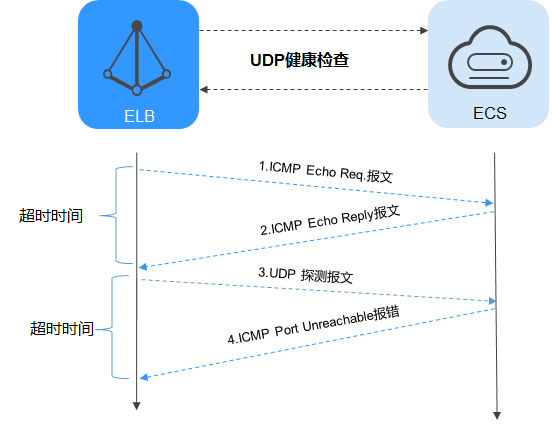 UDP健康检查
ELB
ECS
1.ICMP Echo Req.报文
超时时间
2.ICMP Echo Reply报文
3.UDP 探测报文
超时时间
4.ICMP Port Unreachable报错